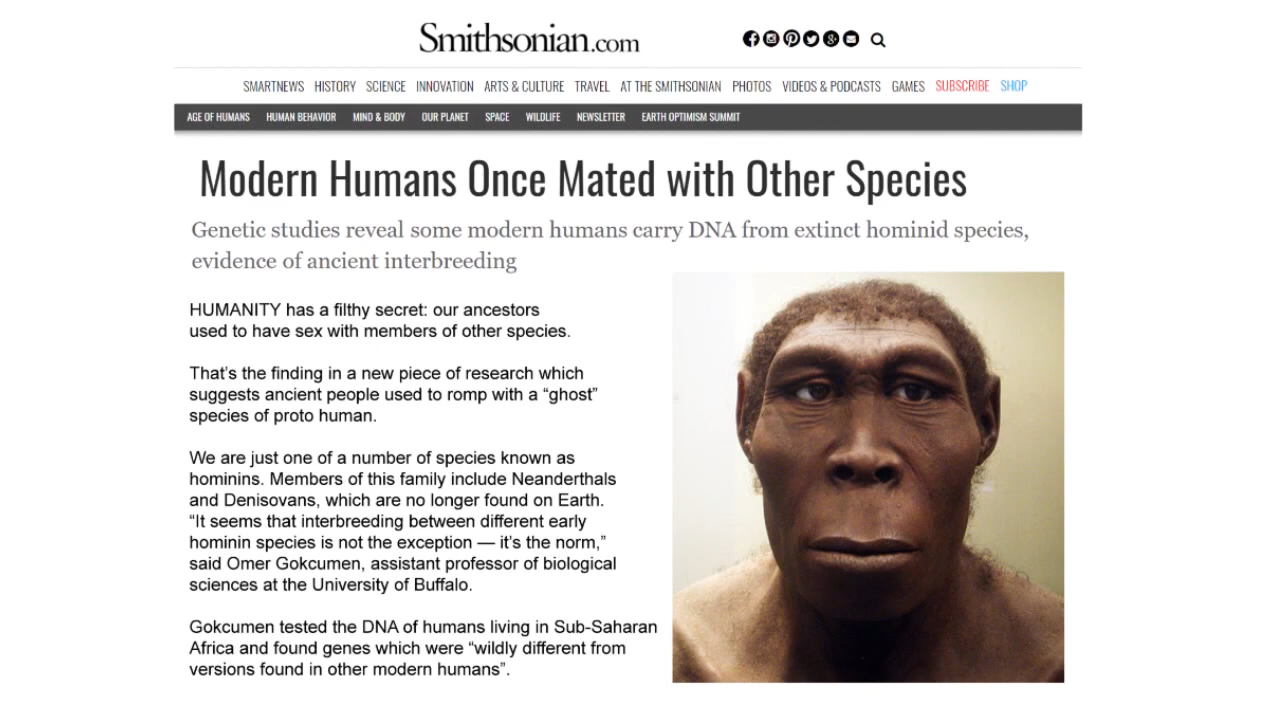 Smithsonian.com
SMARTNEWS HISTORY SCIENCE INNOVATION ARTS & CULTURE TRAVEL AT THE SMITHSONIAN PHOTOS VIDEOS & PODCASTS GAMES SUBSCRIBE SHOP
AGE OF HUMANS HUMAN BEHAVIOR MIND & BODY OUR PLANET SPACE WILDLIFE NEWSLETTER EARTH OPTIMISM SUMMIT
Modern Humans Once Mated with Other Species
Genetic studies reveal some modern humans carry DNA from extinct hominid species,
evidence of ancient interbreeding
HUMANITY has a filthy secret: our ancestors
used to have sex with members of other species.
That’s the finding in a new piece of research which
suggests ancient people used to romp with a “ghost”
species of proto human.
We are just one of a number of species known as
hominins. Members of this family include Neanderthals
and Denisovans, which are no longer found on Earth.
“It seems that interbreeding between different early
hominin species is not the exception — it’s the norm,”
said Omer Gokcumen, assistant professor of biological
sciences at the University of Buffalo.
Gokcumen tested the DNA of humans living in Sub-Saharan
Africa and found genes which were “wildly different from
versions found in other modern humans”.